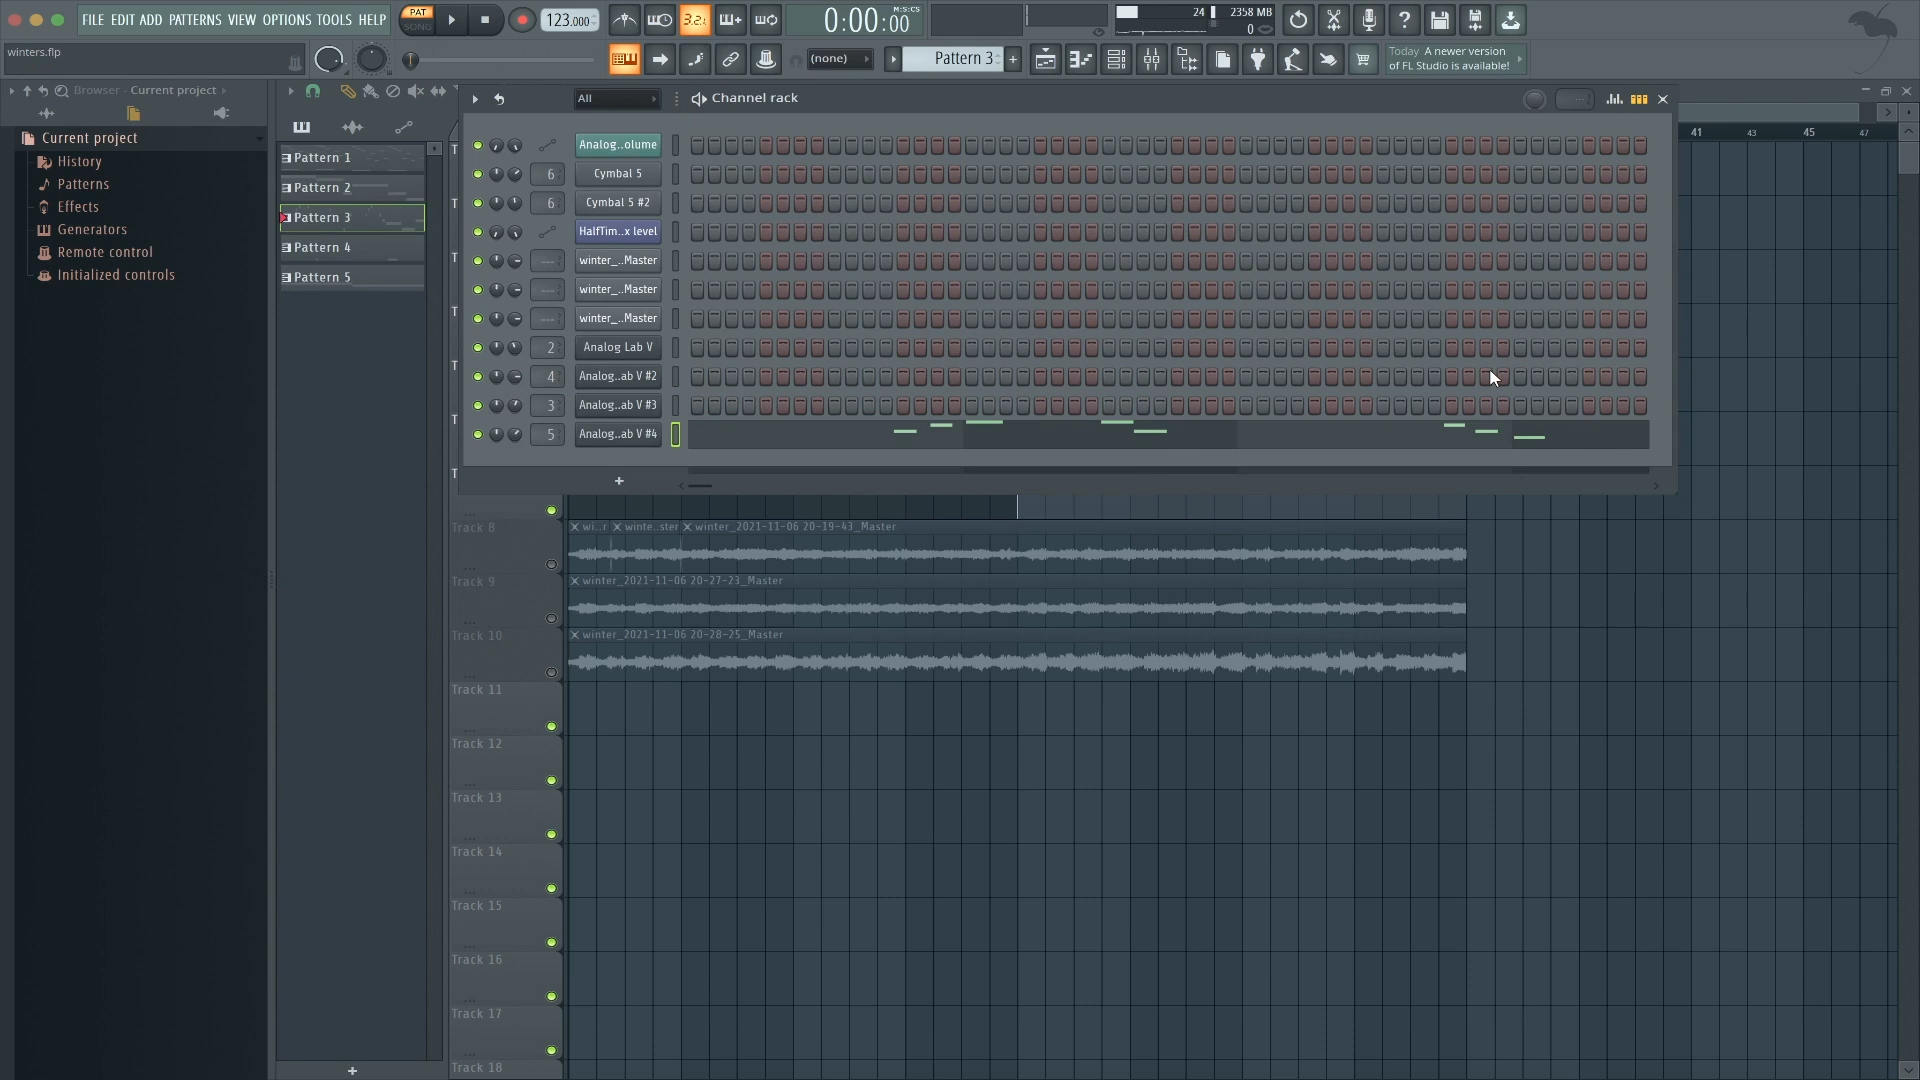 FILE EDIT ADD PATTERNS VIEW OPTIONS TOOLS HELP
PAT
SONG
123.000
3.2.
0:00:00
M:S:CS
24
2358 MB
0
winters.flp
(none)
Pattern 3
Today A newer version
of FL Studio is available!
Browser - Current project
All
Channel rack
41
43
45
47
Current project
History
Patterns
Effects
Generators
Remote control
Initialized controls
Pattern 1
Pattern 2
Pattern 3
Pattern 4
Pattern 5
Analog..olume
6
Cymbal 5
6
Cymbal 5 #2
HalfTim..x level
---
winter_..Master
---
winter_..Master
---
winter_..Master
2
Analog Lab V
4
Analog..ab V #2
3
Analog..ab V #3
5
Analog..ab V #4
Track 8
wi...r
winte..ster
winter_2021-11-06 20-19-43_Master
Track 9
winter_2021-11-06 20-27-23_Master
Track 10
winter_2021-11-06 20-28-25_Master
Track 11
Track 12
Track 13
Track 14
Track 15
Track 16
Track 17
Track 18